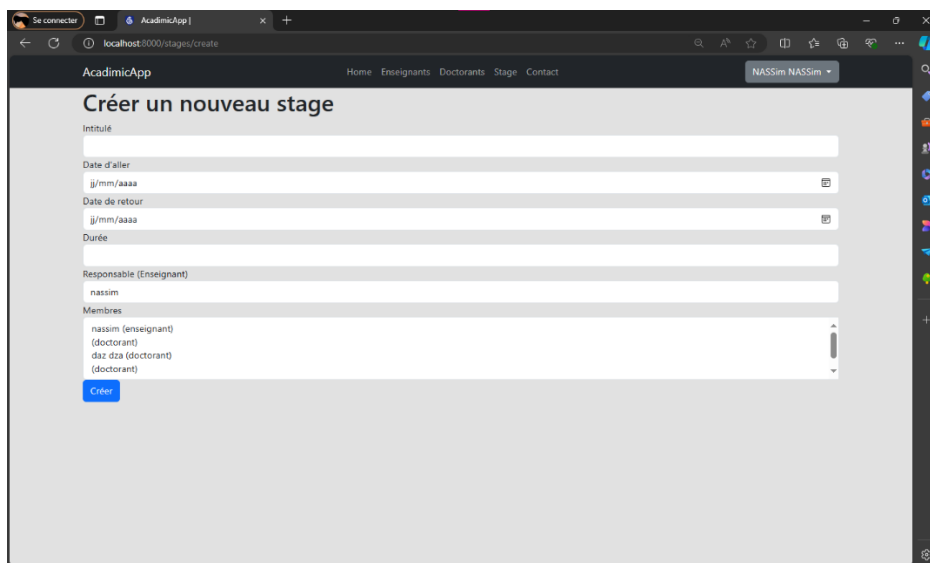 Se connecter
AcadimicApp |
localhost:8000/stages/create
AcadimicApp
Home Enseignants Doctorants Stage Contact
NASSim NASSim
Créer un nouveau stage
Intitulé
Date d'aller
jj/mm/aaaa
Date de retour
jj/mm/aaaa
Durée
Responsable (Enseignant)
nassim
Membres
nassim (enseignant)
(doctorant)
daz dza (doctorant)
(doctorant)
Créer